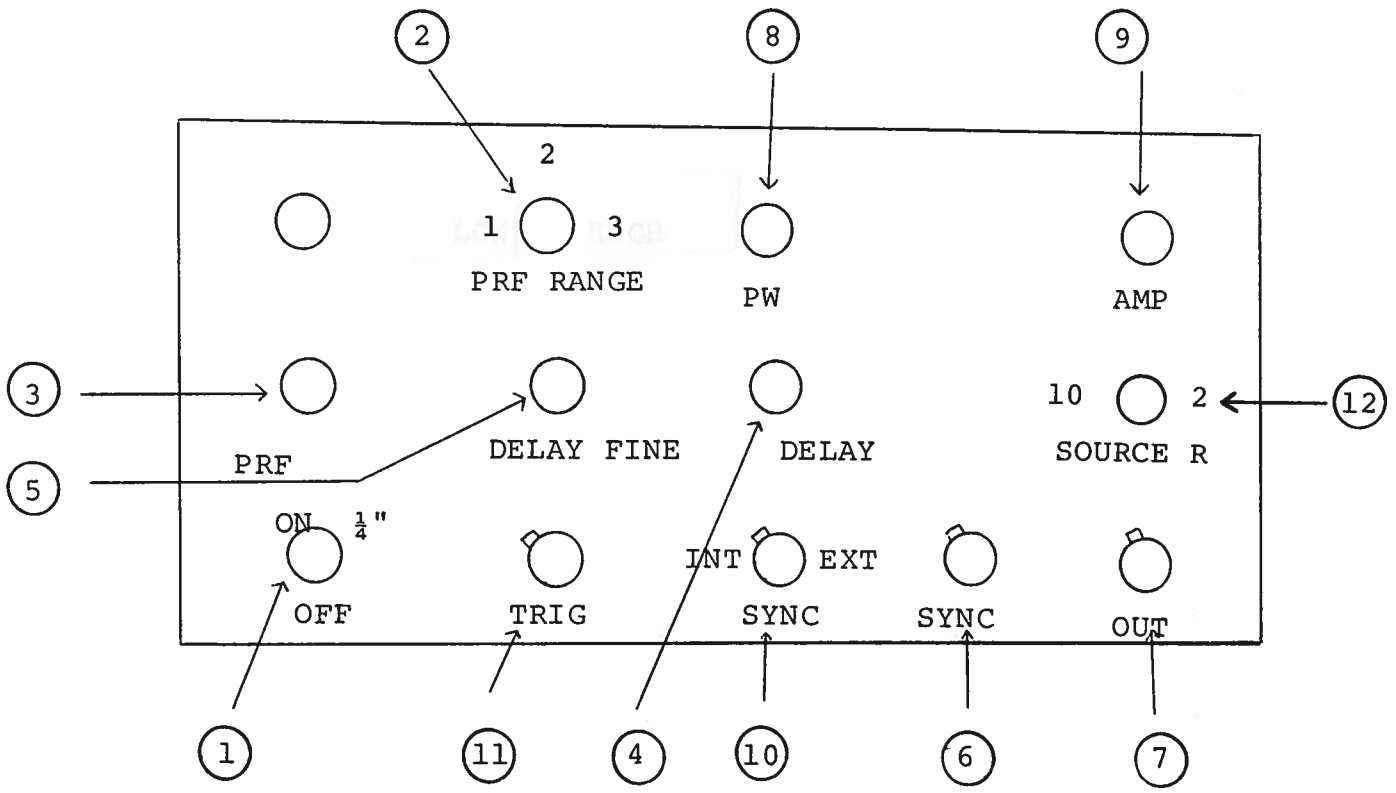 2 8 9
2
1 3
PRF RANGE
PW
AMP
3
10 2
12
PRF
DELAY FINE
DELAY
SOURCE R
5
ON ¼"
INT EXT
OFF
TRIG
SYNC
SYNC
OUT
1 11 4 10 6 7